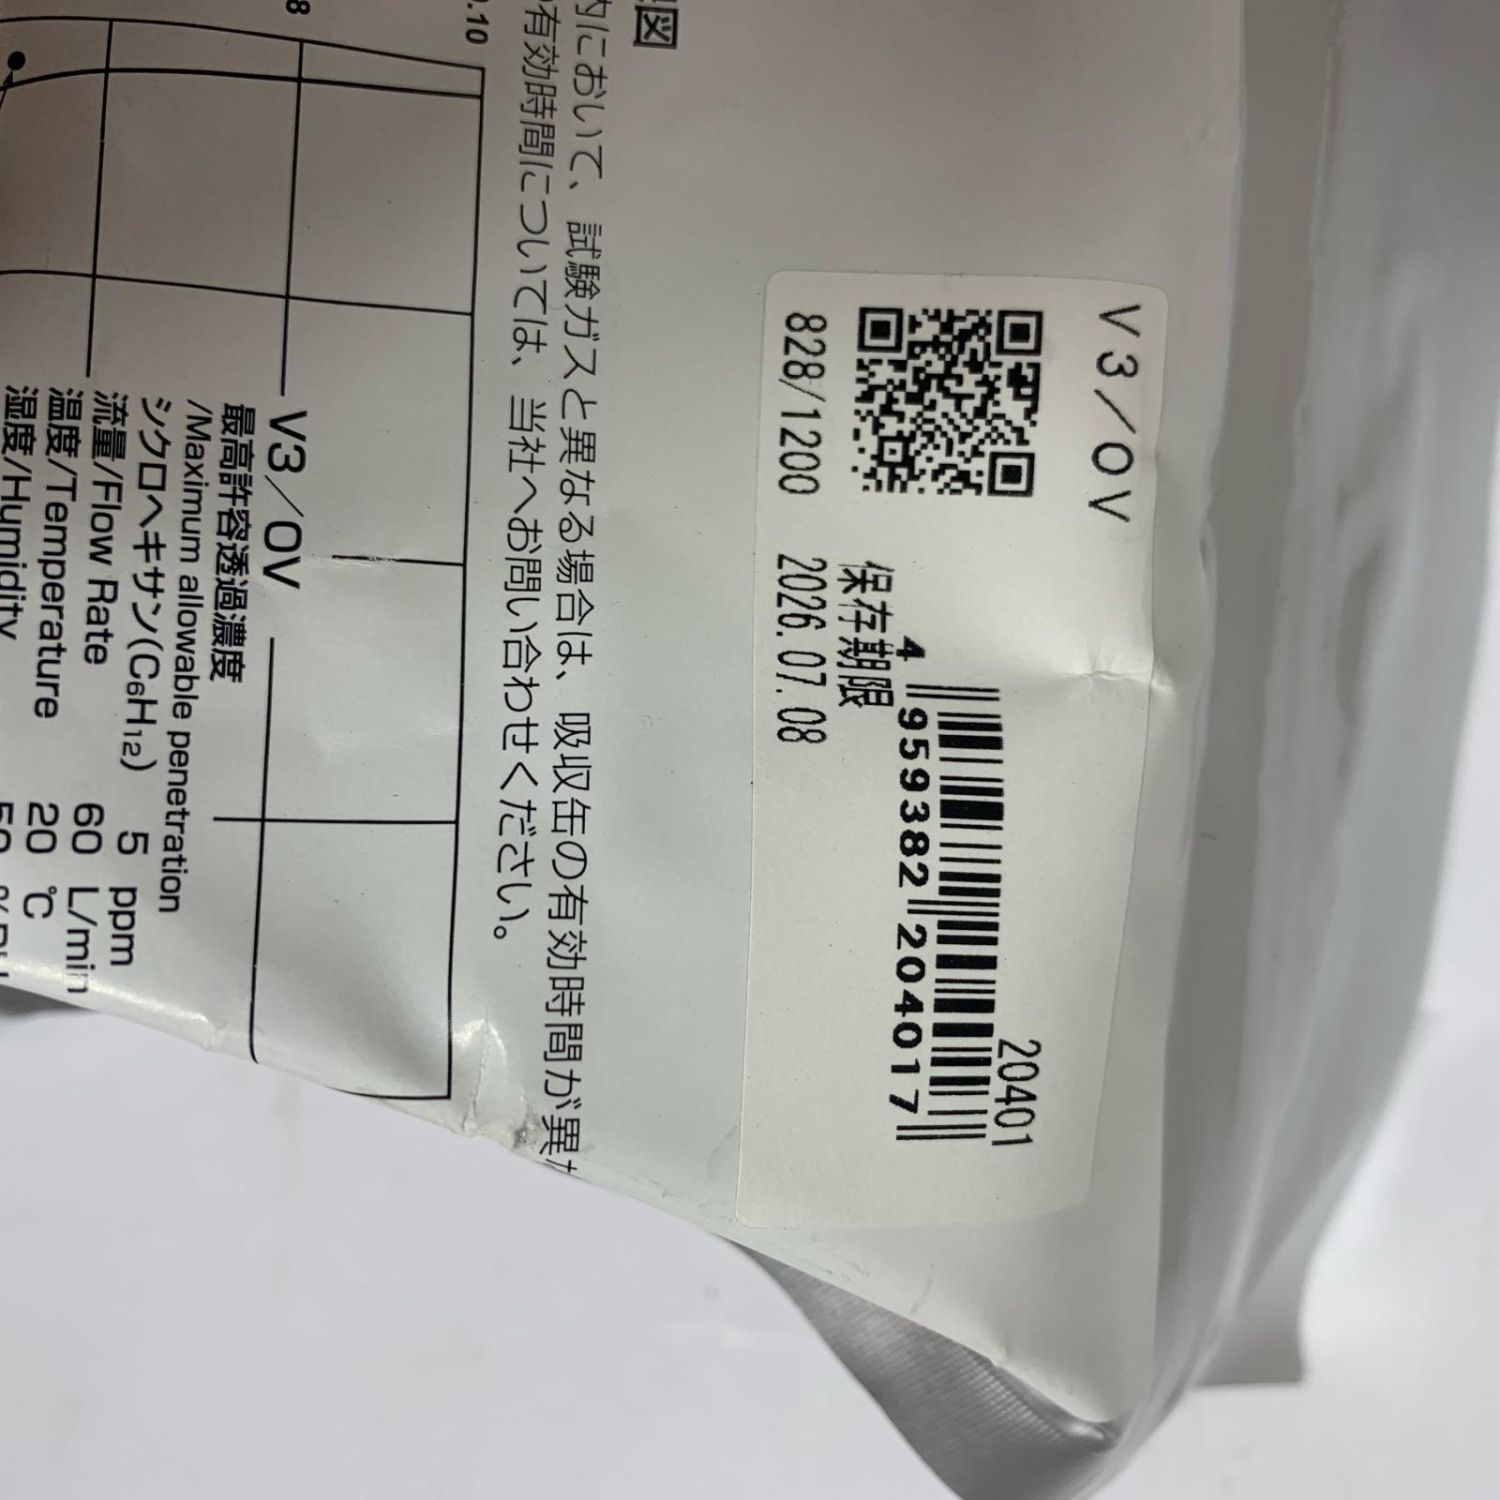 V3/OV
20401
4 959382 204017
保存期限
828/1200 2026.07.08
図
内において、試験ガスと異なる場合は、吸収缶の有効時間が異
有効時間については、当社へお問い合わせください。
.10
8
V3/OV
最高許容透過濃度
/Maximum allowable penetration
シクロヘキサン(C6H12) 5 ppm
流量/Flow Rate 60 L/min
温度/Temperature 20 ℃
湿度/Humidity 50